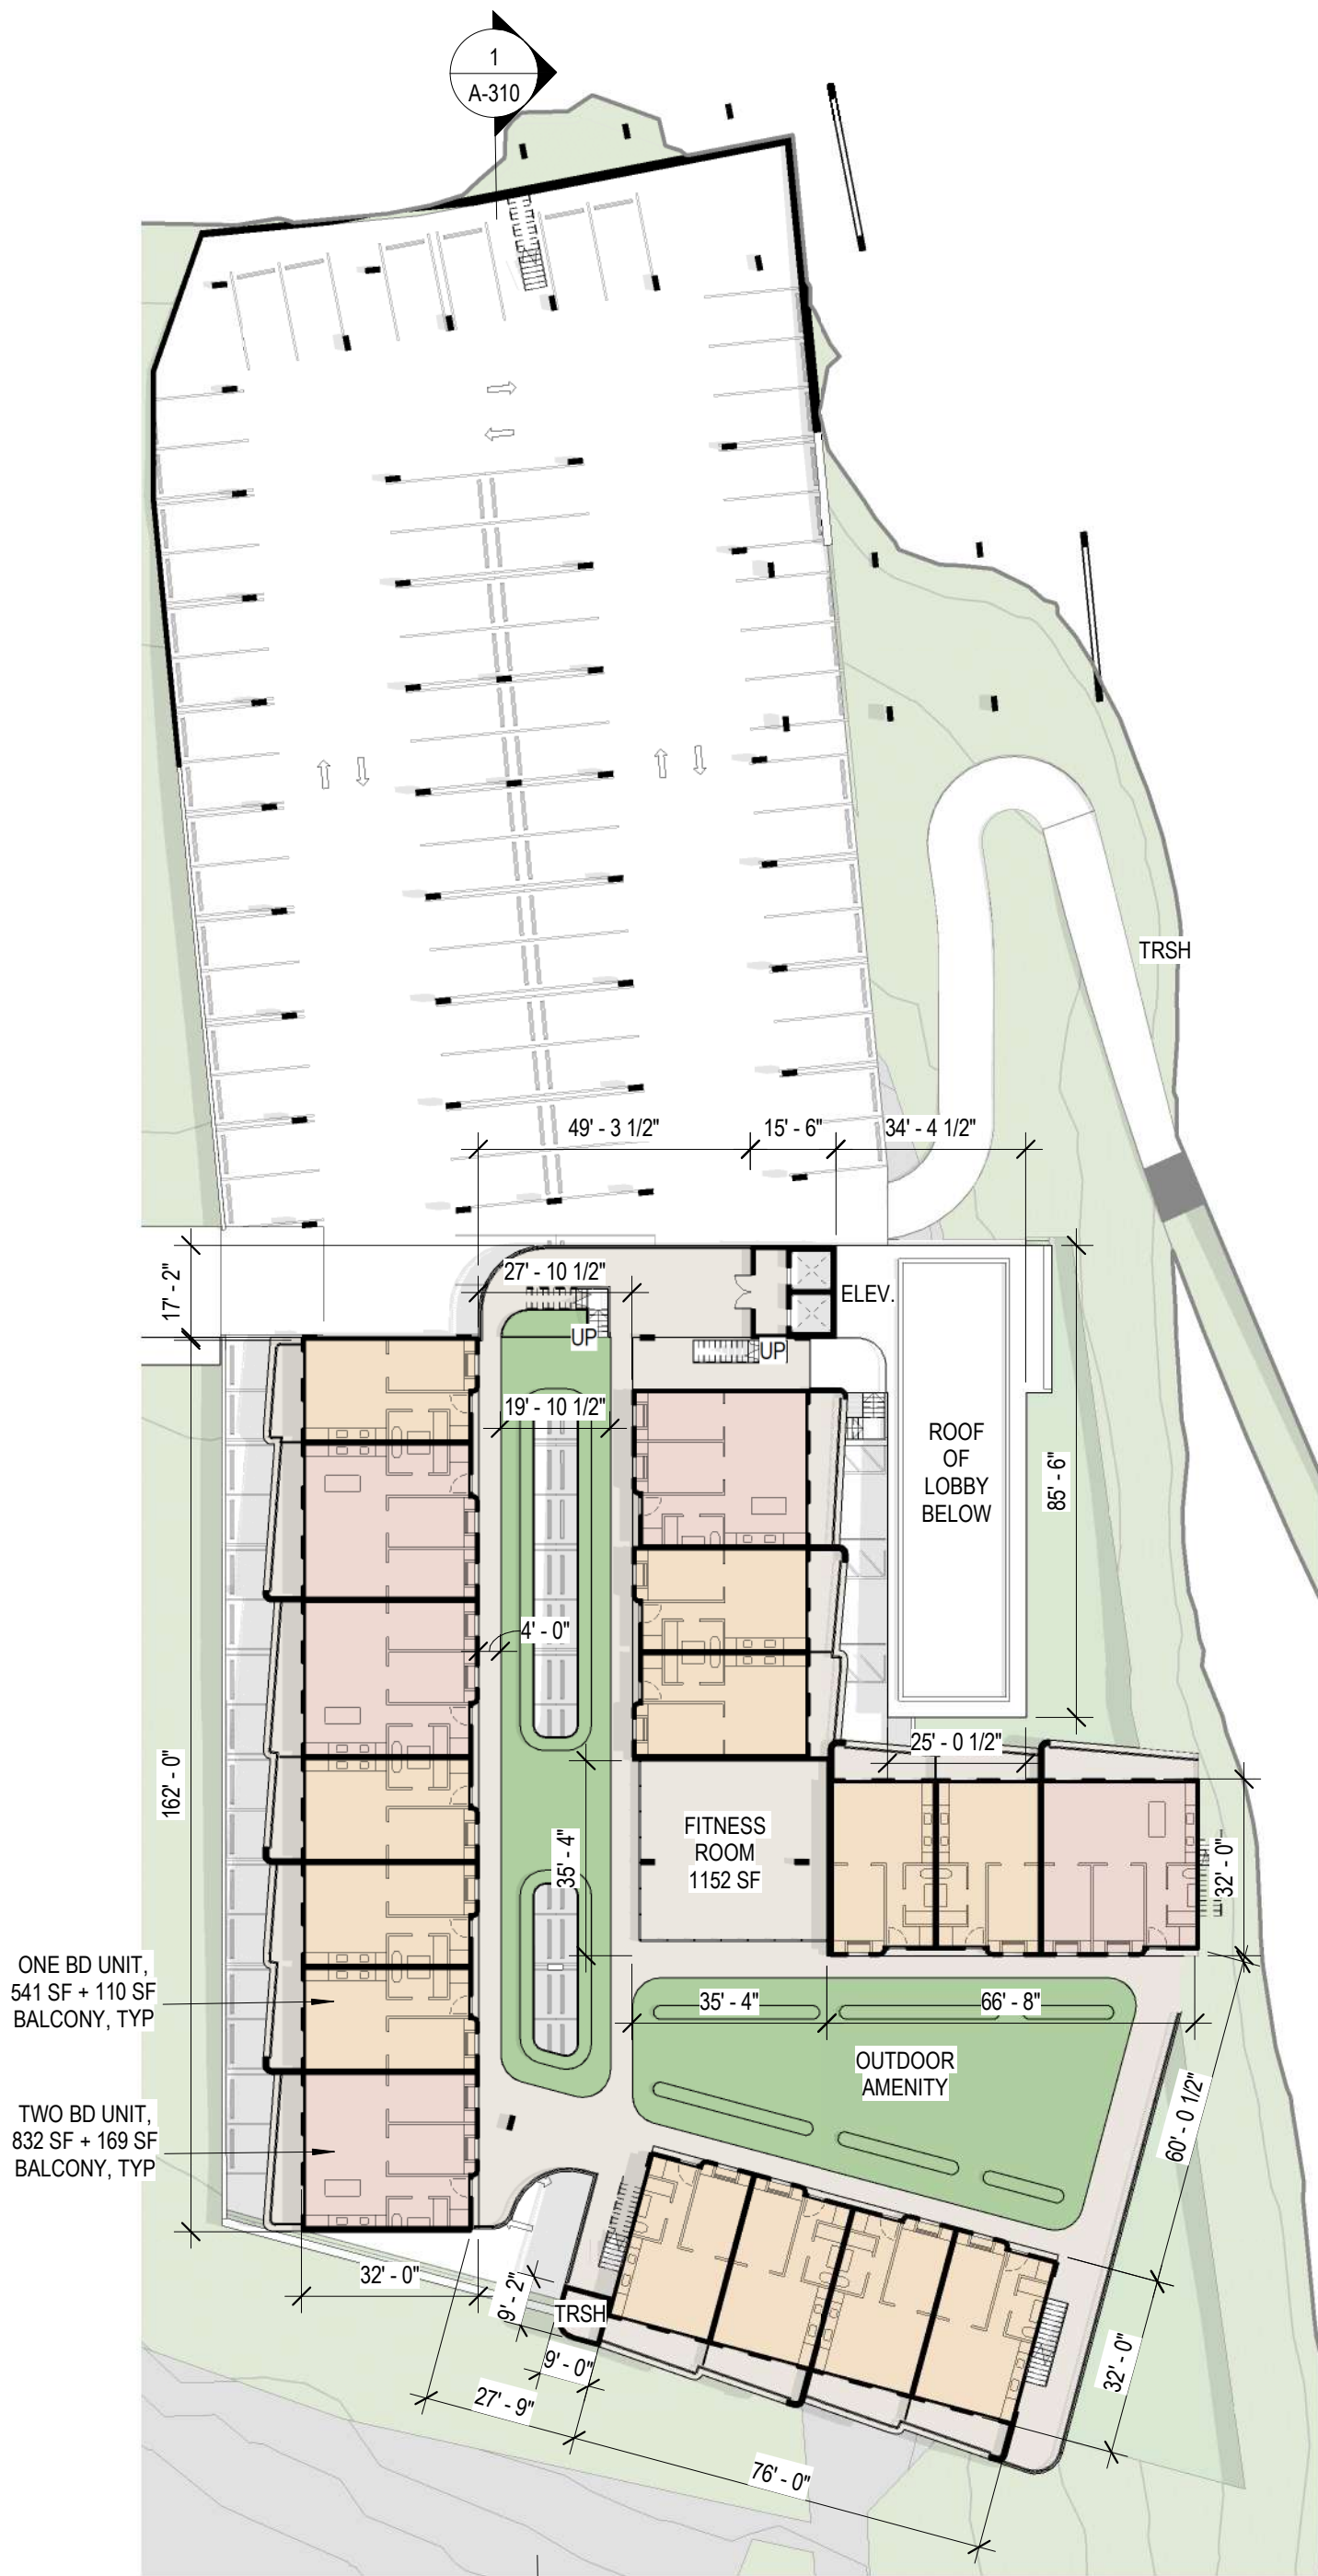 1
A-310
TRSH
49' - 3 1/2"
15' - 6"
34' - 4 1/2"
17' - 2"
27' - 10 1/2"
ELEV.
UP
UP
19' - 10 1/2"
ROOF
OF
LOBBY
BELOW
85' - 6"
4' - 0"
162' - 0"
25' - 0 1/2"
FITNESS
ROOM
1152 SF
35' - 4"
32' - 0"
ONE BD UNIT,
541 SF + 110 SF
BALCONY, TYP
35' - 4"
66' - 8"
OUTDOOR
AMENITY
60' - 0 1/2"
TWO BD UNIT,
832 SF + 169 SF
BALCONY, TYP
32' - 0"
9' - 2"
TRSH
9' - 0"
27' - 9"
32' - 0"
76' - 0"